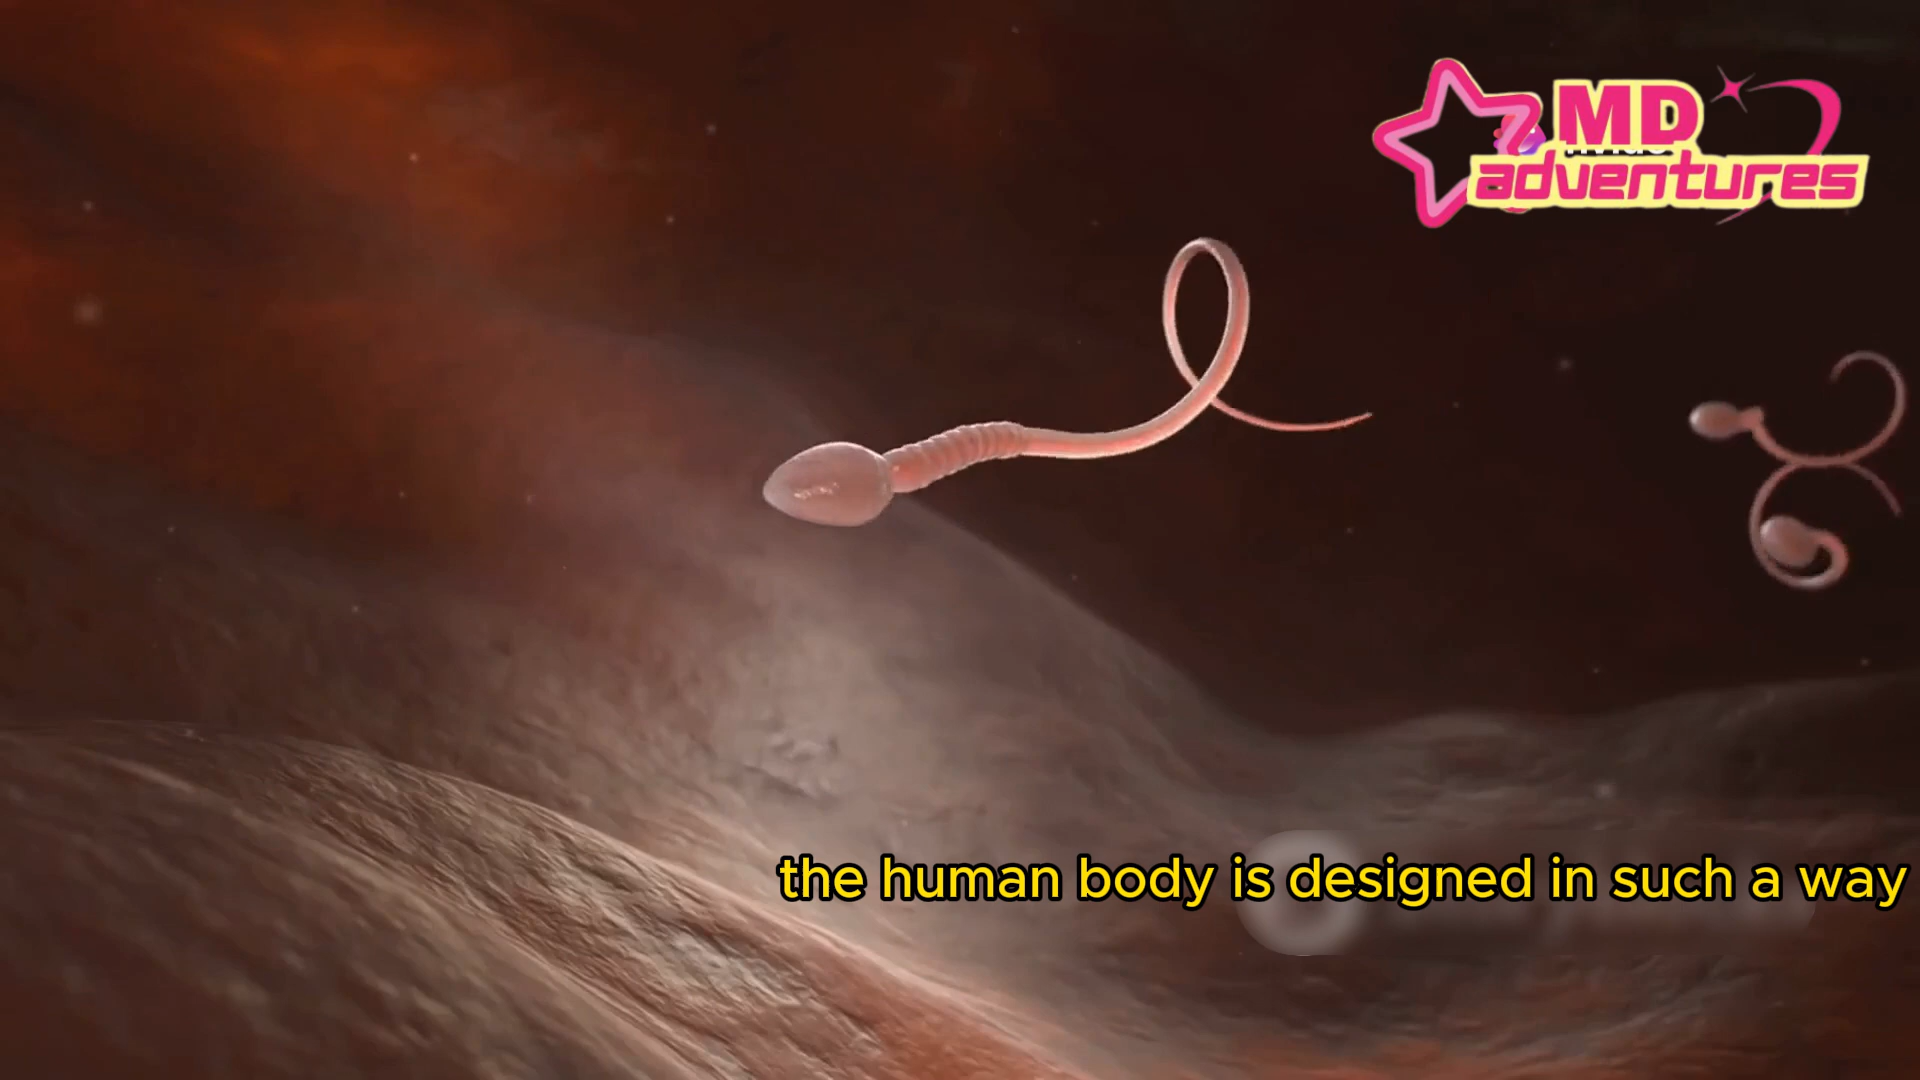 MD
adventures
the human body is designed in such a way